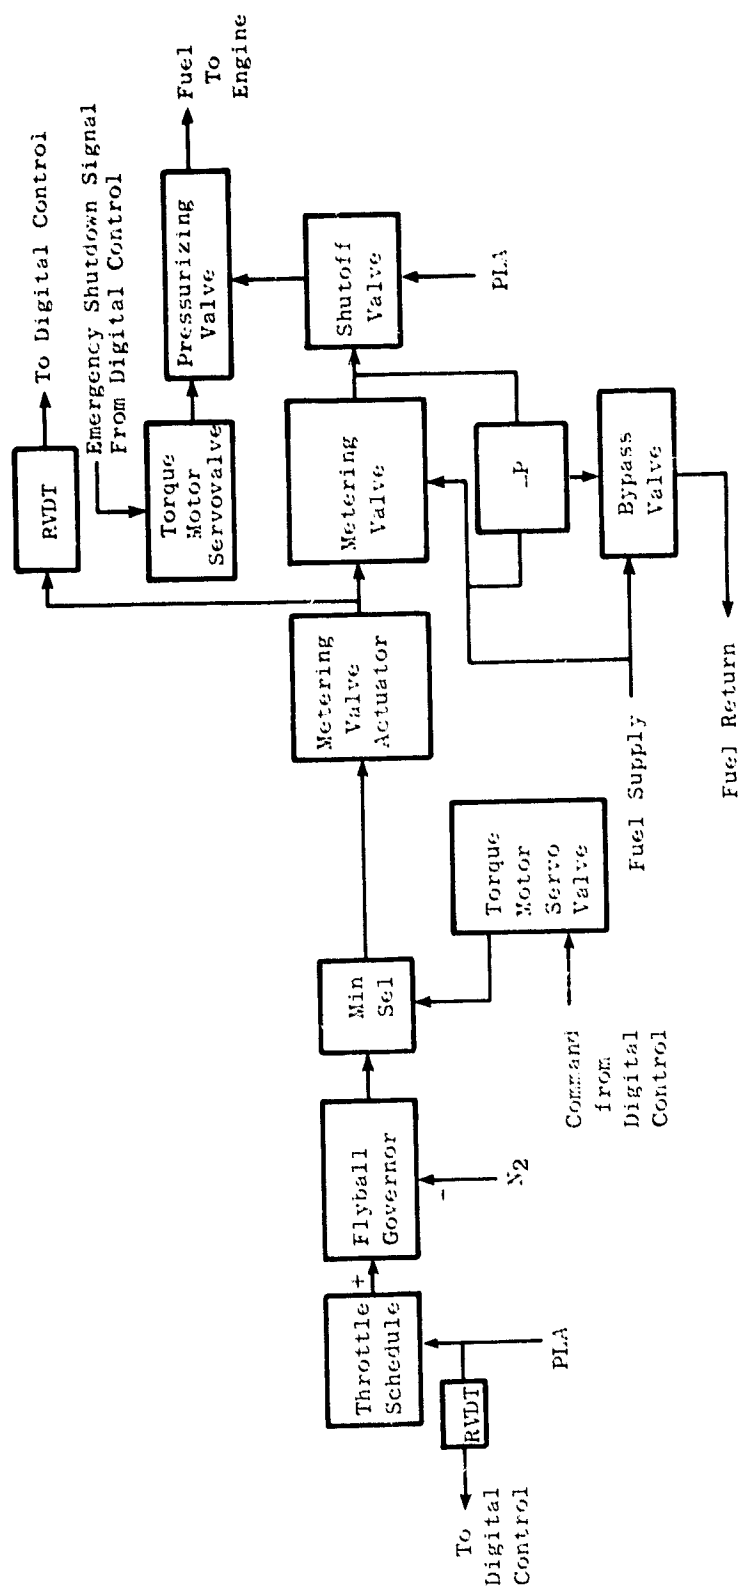 To Digital Control
Emergency Shutdown Signal
From Digital Control
Fuel
To
Engine
RVDT
Torque
Motor
Servovalve
Pressurizing
Valve
Metering
Valve
Actuator
Metering
Valve
Shutoff
Valve
PLA
Bypass
Valve
Fuel Supply
Fuel Return
Throttle
Schedule
+
Flyball
Governor
-
N2
Min
Sel
Torque
Motor
Servo
Valve
Command
from
Digital
Control
RVDT
PLA
To
Digital
Control